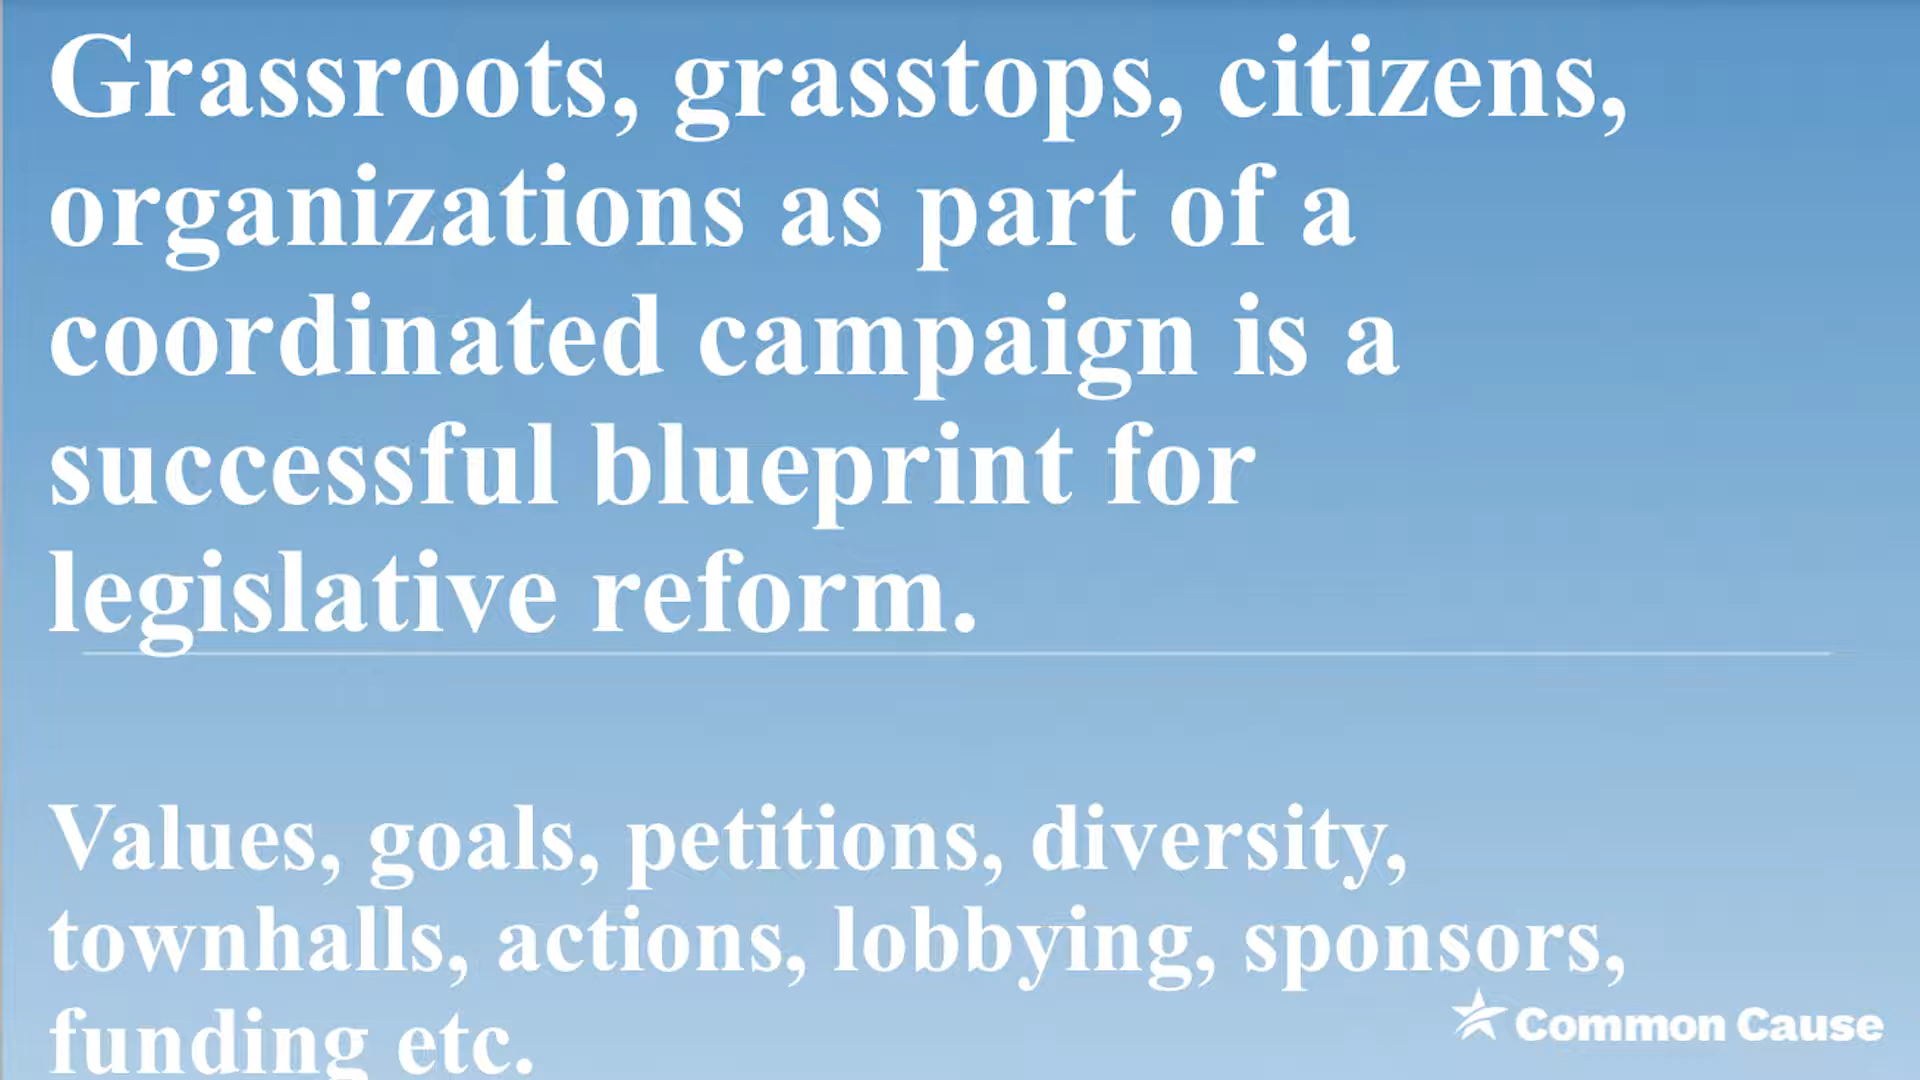 Grassroots, grasstops, citizens,
organizations as part of a
coordinated campaign is a
successful blueprint for
legislative reform.
Values, goals, petitions, diversity,
townhalls, actions, lobbying, sponsors,
funding etc.
Common Cause